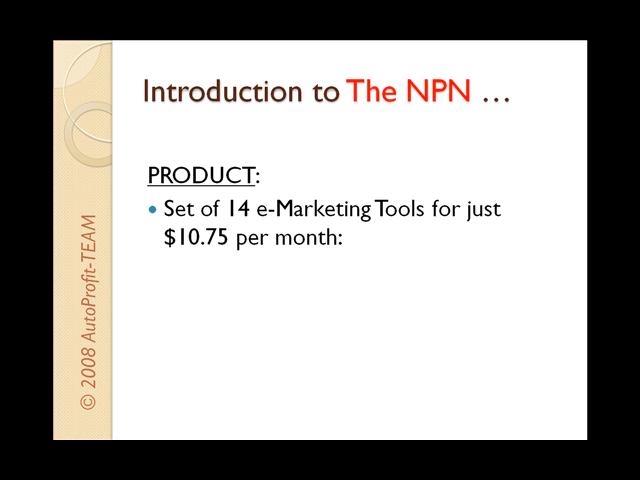 Introduction to The NPN ...
PRODUCT:
• Set of 14 e-Marketing Tools for just
$10.75 per month:
© 2008 AutoProfit-TEAM